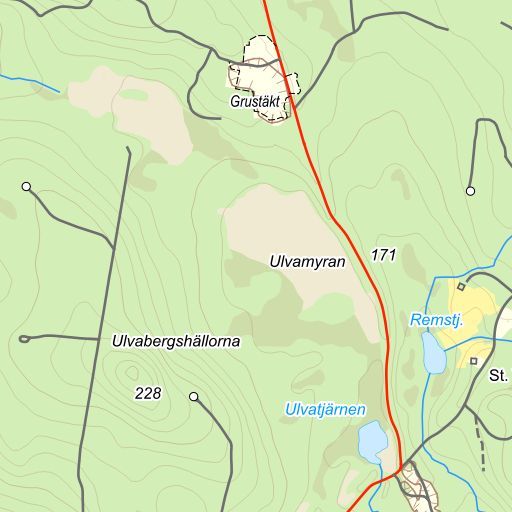 Grustäkt
Ulvamyran
171
Remstj.
Ulvabergshällorna
St.
228
Ulvatjärnen